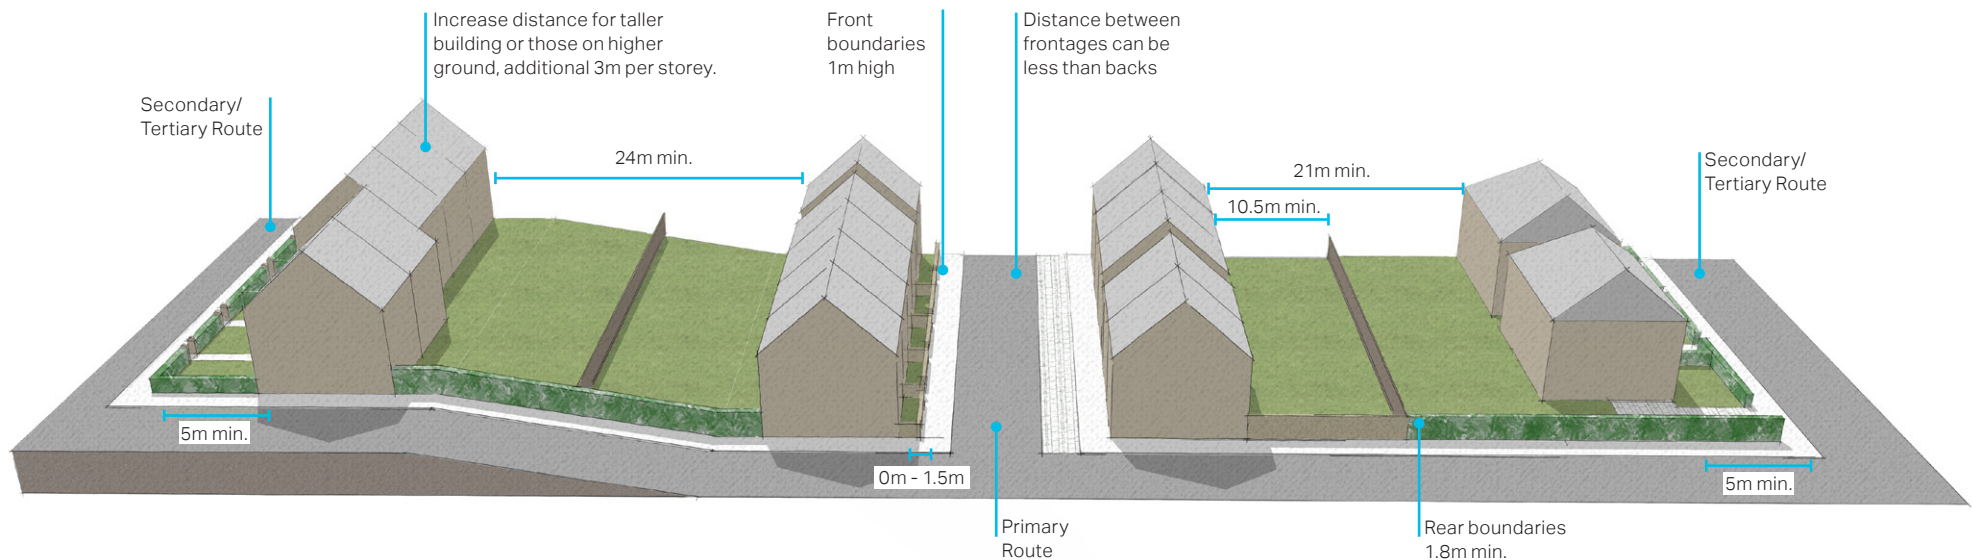 Increase distance for taller
building or those on higher
ground, additional 3m per storey.
Front
boundaries
1m high
Distance between
frontages can be
less than backs
Secondary/
Tertiary Route
24m min.
21m min.
10.5m min.
Secondary/
Tertiary Route
5m min.
0m - 1.5m
5m min.
Primary
Route
Rear boundaries
1.8m min.